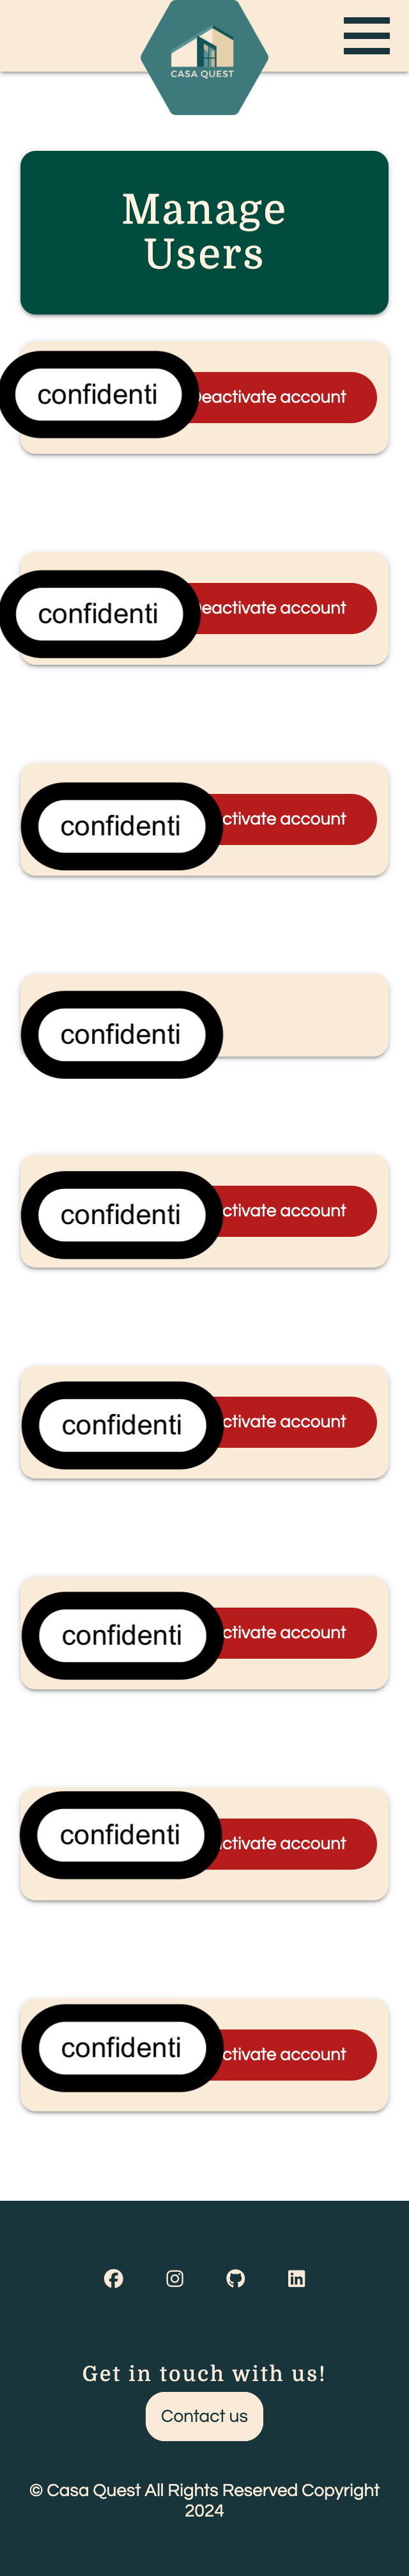 CASA QUEST
Manage
Users
confidenti
Deactivate account
confidenti
Deactivate account
confidenti
ctivate account
confidenti
confidenti
ctivate account
confidenti
ctivate account
confidenti
ctivate account
confidenti
ctivate account
confidenti
ctivate account
Get in touch with us!
Contact us
© Casa Quest All Rights Reserved Copyright
2024